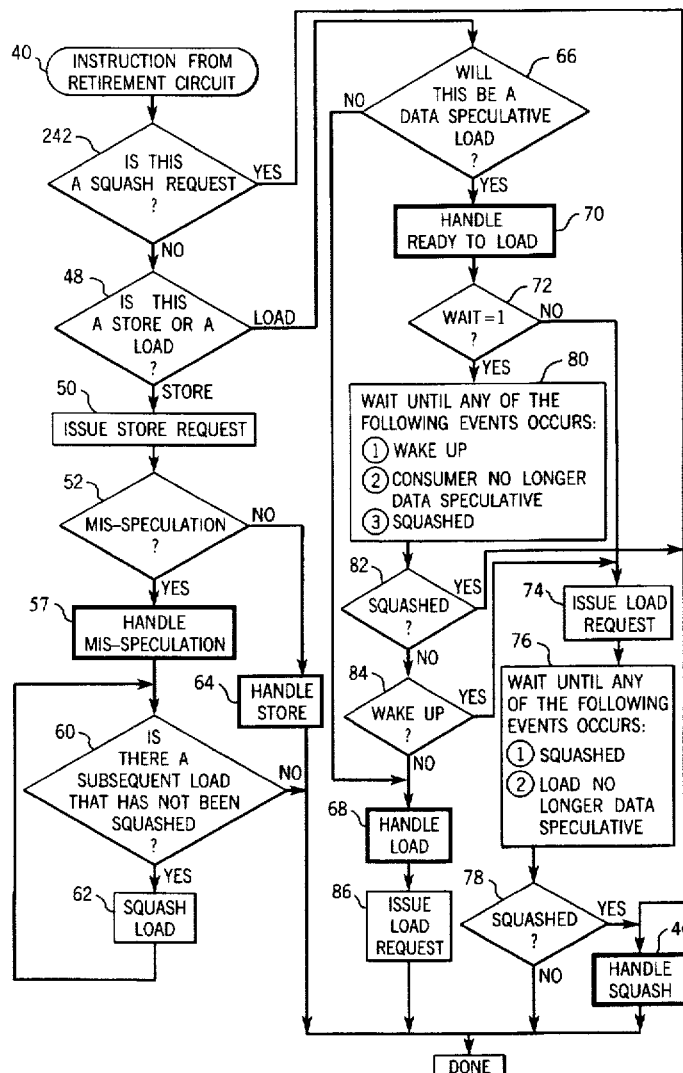 40
INSTRUCTION FROM
RETIREMENT CIRCUIT
242
IS THIS
A SQUASH REQUEST
?
YES
NO
48
IS THIS
A STORE OR A
LOAD
?
LOAD
STORE
50
ISSUE STORE REQUEST
52
MIS-SPECULATION
?
NO
YES
57
HANDLE
MIS-SPECULATION
64
HANDLE
STORE
60
IS
THERE A
SUBSEQUENT LOAD
THAT HAS NOT BEEN
SQUASHED
?
NO
YES
62
SQUASH
LOAD
66
WILL
THIS BE A
DATA SPECULATIVE
LOAD
?
NO
YES
HANDLE
READY TO LOAD
70
72
WAIT=1
?
NO
YES
80
WAIT UNTIL ANY OF THE
FOLLOWING EVENTS OCCURS:
1 WAKE UP
2 CONSUMER NO LONGER
DATA SPECULATIVE
3 SQUASHED
82
SQUASHED
?
YES
NO
84
WAKE UP
?
YES
NO
68
HANDLE
LOAD
86
ISSUE
LOAD
REQUEST
74
ISSUE LOAD
REQUEST
76
WAIT UNTIL ANY
OF THE FOLLOWING
EVENTS OCCURS:
1 SQUASHED
2 LOAD NO
LONGER DATA
SPECULATIVE
78
SQUASHED
?
YES
NO
HANDLE
SQUASH
DONE